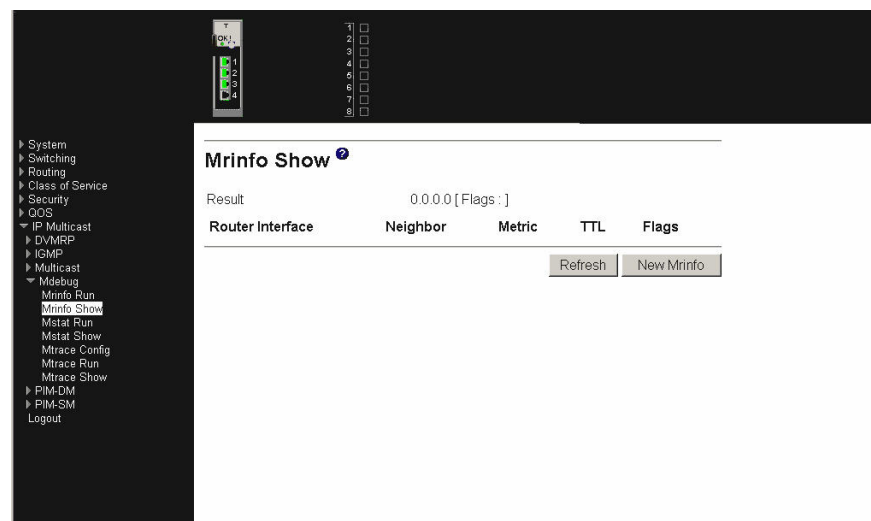 T
OK!
1
2
3
4
1
2
3
4
5
6
7
8
System
Switching
Routing
Class of Service
Security
QOS
IP Multicast
DVMRP
IGMP
Multicast
Mdebug
Mrinfo Run
Mrinfo Show
Mstat Run
Mstat Show
Mtrace Config
Mtrace Run
Mtrace Show
PIM-DM
PIM-SM
Logout
Mrinfo Show ?
Result 0.0.0.0 [ Flags : ]
Router Interface Neighbor Metric TTL Flags
Refresh New Mrinfo